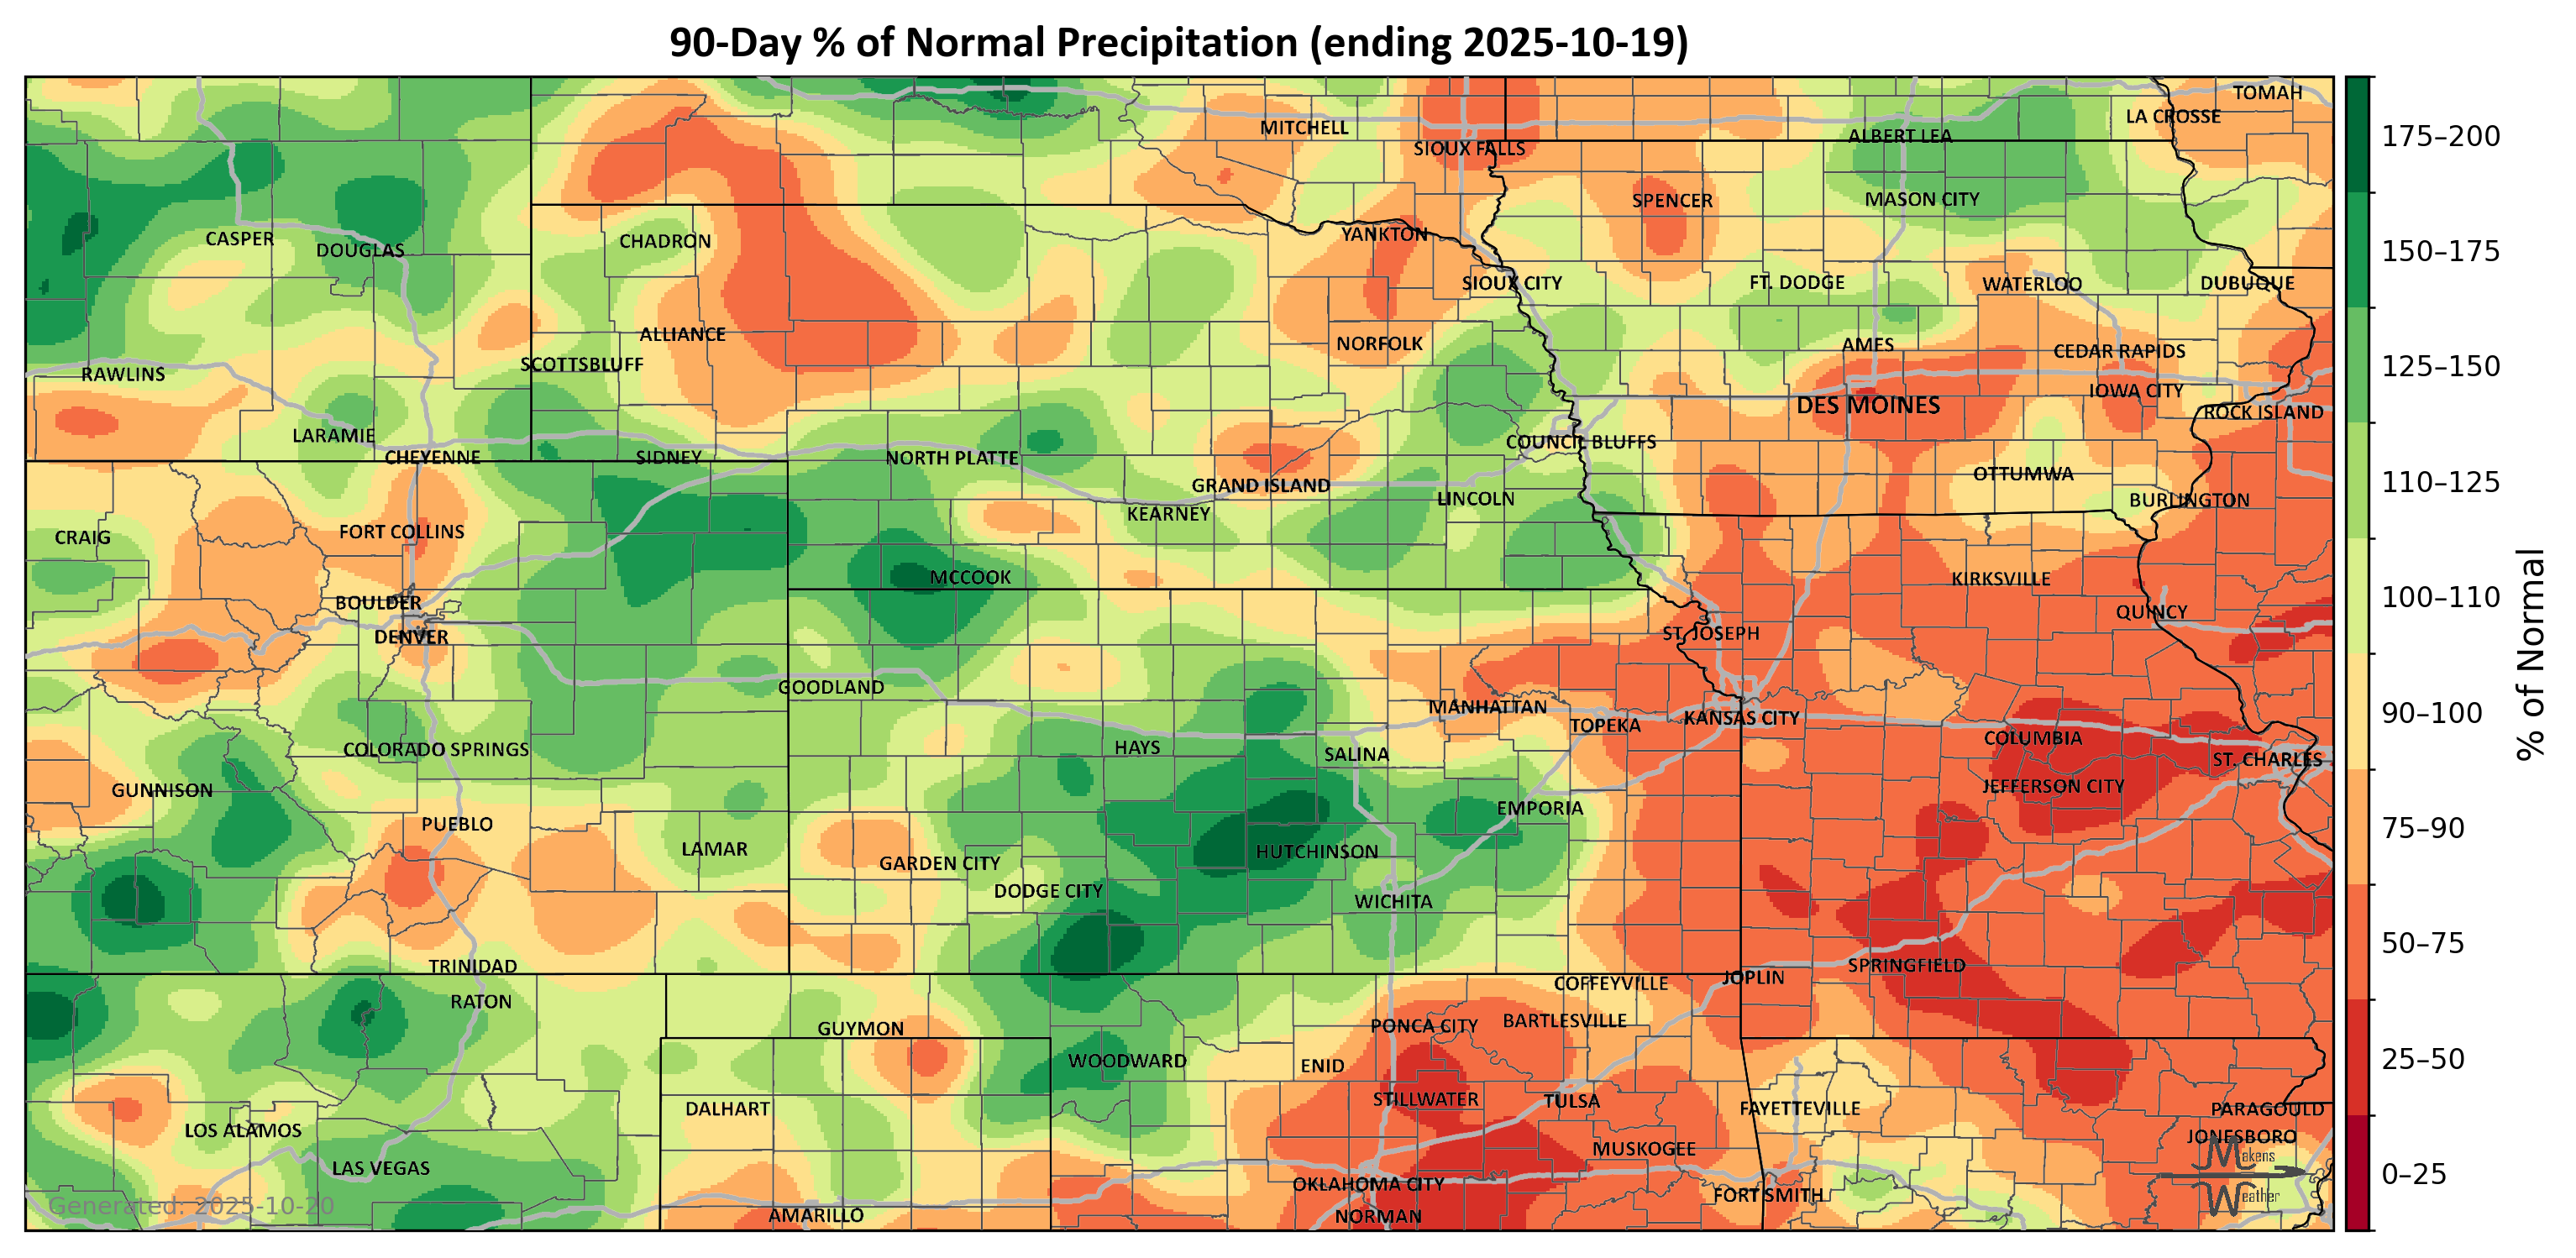 90-Day % of Normal Precipitation (ending 2025-10-19)
TOMAH
LA CROSSE
MITCHELL
ALBERT LEA
SIOUX FALLS
SPENCER
MASON CITY
CASPER
DOUGLAS
CHADRON
YANKTON
SIOUX CITY
FT. DODGE
WATERLOO
DUBUQUE
ALLIANCE
NORFOLK
AMES
CEDAR RAPIDS
SCOTTSBLUFF
RAWLINS
IOWA CITY
DES MOINES
ROCK ISLAND
LARAMIE
COUNCIL BLUFFS
CHEYENNE
SIDNEY
NORTH PLATTE
OTTUMWA
GRAND ISLAND
LINCOLN
BURLINGTON
KEARNEY
FORT COLLINS
CRAIG
MCCOOK
KIRKSVILLE
BOULDER
QUINCY
DENVER
ST. JOSEPH
GOODLAND
MANHATTAN
KANSAS CITY
TOPEKA
COLUMBIA
COLORADO SPRINGS
HAYS
SALINA
ST. CHARLES
GUNNISON
JEFFERSON CITY
EMPORIA
PUEBLO
LAMAR
HUTCHINSON
GARDEN CITY
DODGE CITY
WICHITA
TRINIDAD
SPRINGFIELD
JOPLIN
COFFEYVILLE
RATON
GUYMON
PONCA CITY
BARTLESVILLE
WOODWARD
ENID
STILLWATER
TULSA
DALHART
FAYETTEVILLE
PARAGOULD
LOS ALAMOS
JONESBORO
MUSKOGEE
LAS VEGAS
OKLAHOMA CITY
FORT SMITH
AMARILLO
NORMAN
Makens
Weather
Generated: 2025-10-20
175–200
150–175
125–150
110–125
100–110
90–100
75–90
50–75
25–50
0–25
% of Normal